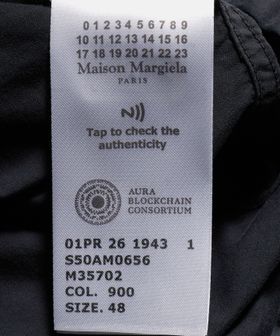 0 1 2 3 4 5 6 7 8 9
10 11 12 13 14 15 16
17 18 19 20 21 22 23
Maison Margiela
PARIS
Tap to check the
authenticity
AURA
BLOCKCHAIN
CONSORTIUM
01PR 26 1943 1
S50AM0656
M35702
COL. 900
SIZE. 48